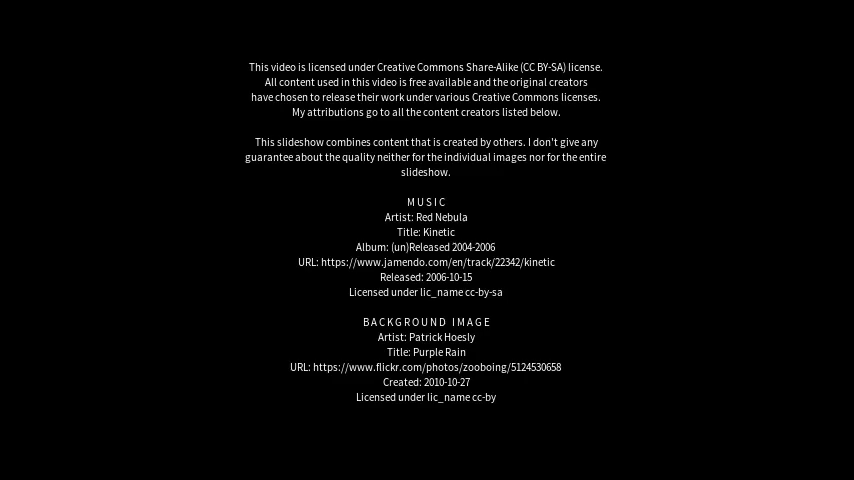 This video is licensed under Creative Commons Share-Alike (CC BY-SA) license.
All content used in this video is free available and the original creators
have chosen to release their work under various Creative Commons licenses.
My attributions go to all the content creators listed below.
This slideshow combines content that is created by others. I don't give any
guarantee about the quality neither for the individual images nor for the entire
slideshow.
MUSIC
Artist: Red Nebula
Title: Kinetic
Album: (un)Released 2004-2006
URL: https://www.jamendo.com/en/track/22342/kinetic
Released: 2006-10-15
Licensed under lic_name cc-by-sa
BACKGROUND IMAGE
Artist: Patrick Hoesly
Title: Purple Rain
URL: https://www.flickr.com/photos/zooboing/5124530658
Created: 2010-10-27
Licensed under lic_name cc-by